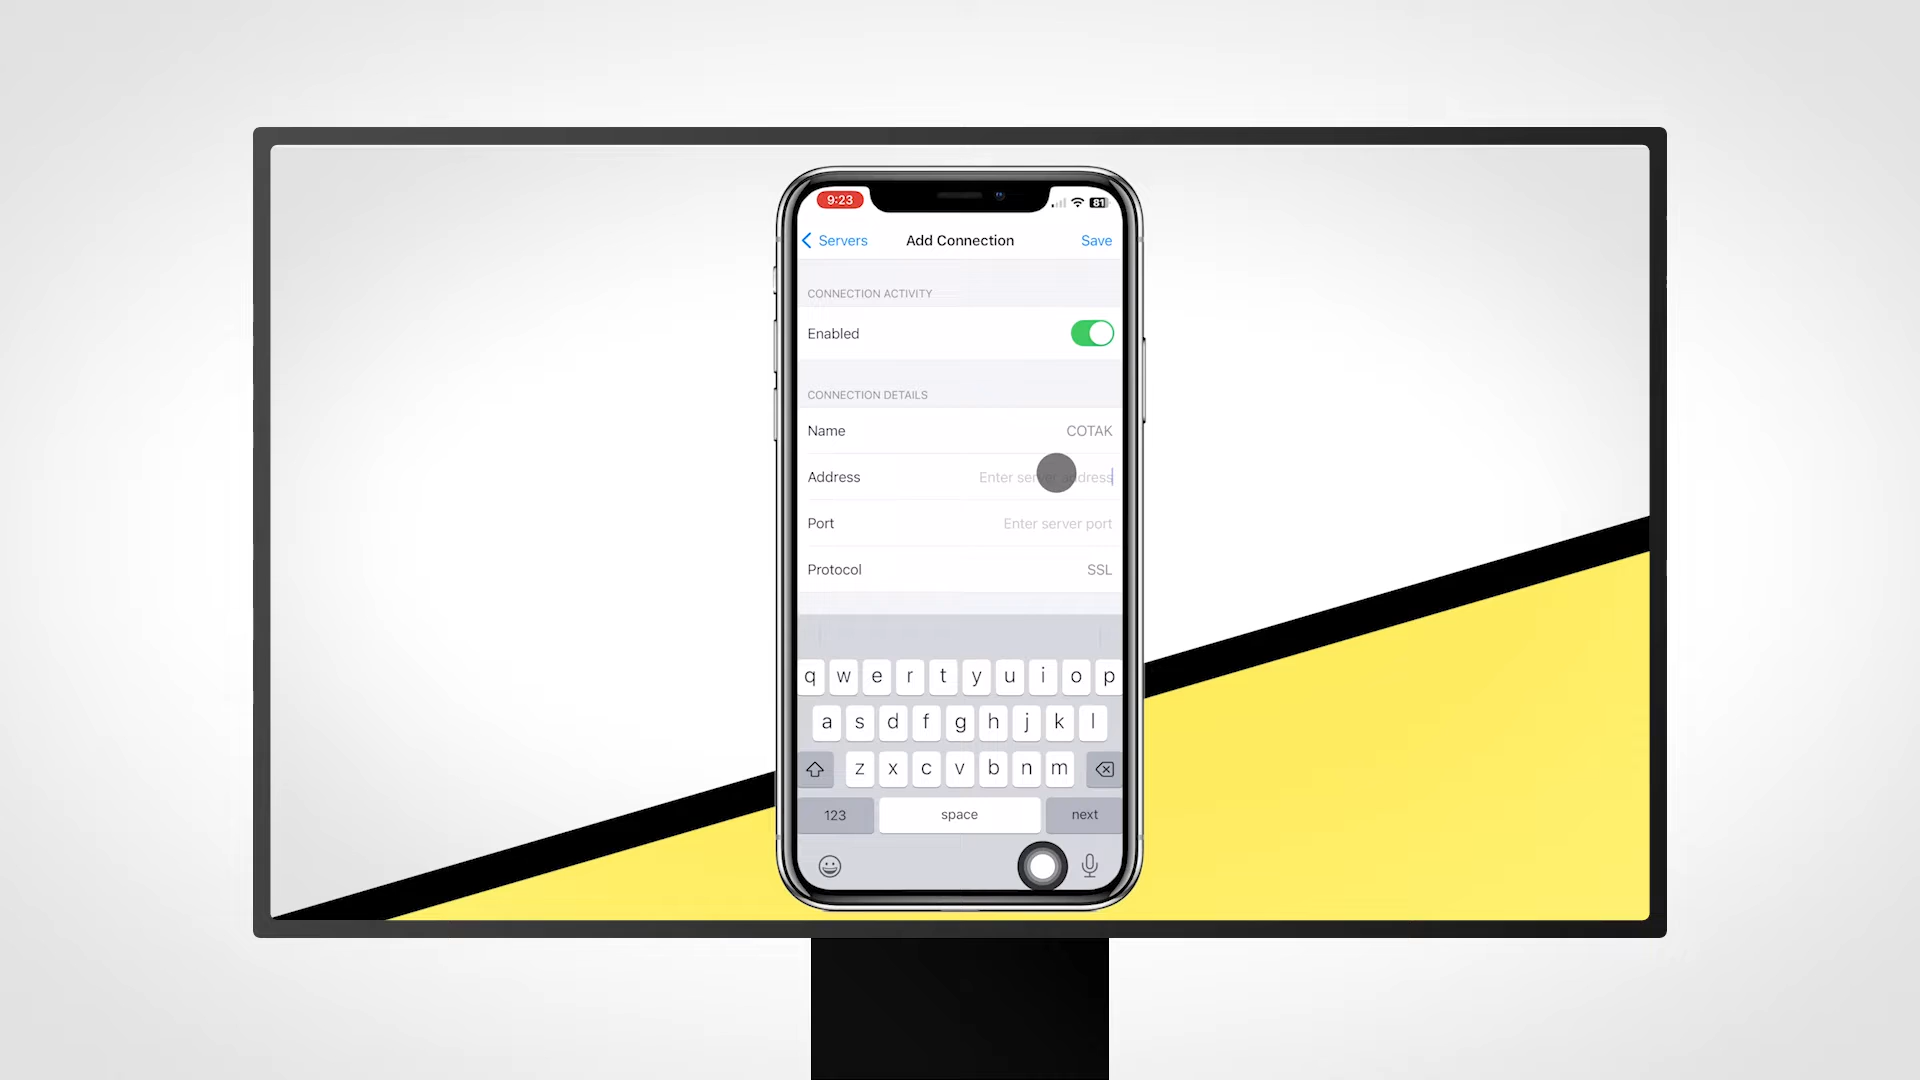 9:23
81
Servers
Add Connection
Save
CONNECTION ACTIVITY
Enabled
CONNECTION DETAILS
Name
COTAK
Address
Enter server address
Port
Enter server port
Protocol
SSL
q w e r t y u i o p
a s d f g h j k l
z x c v b n m
123
space
next